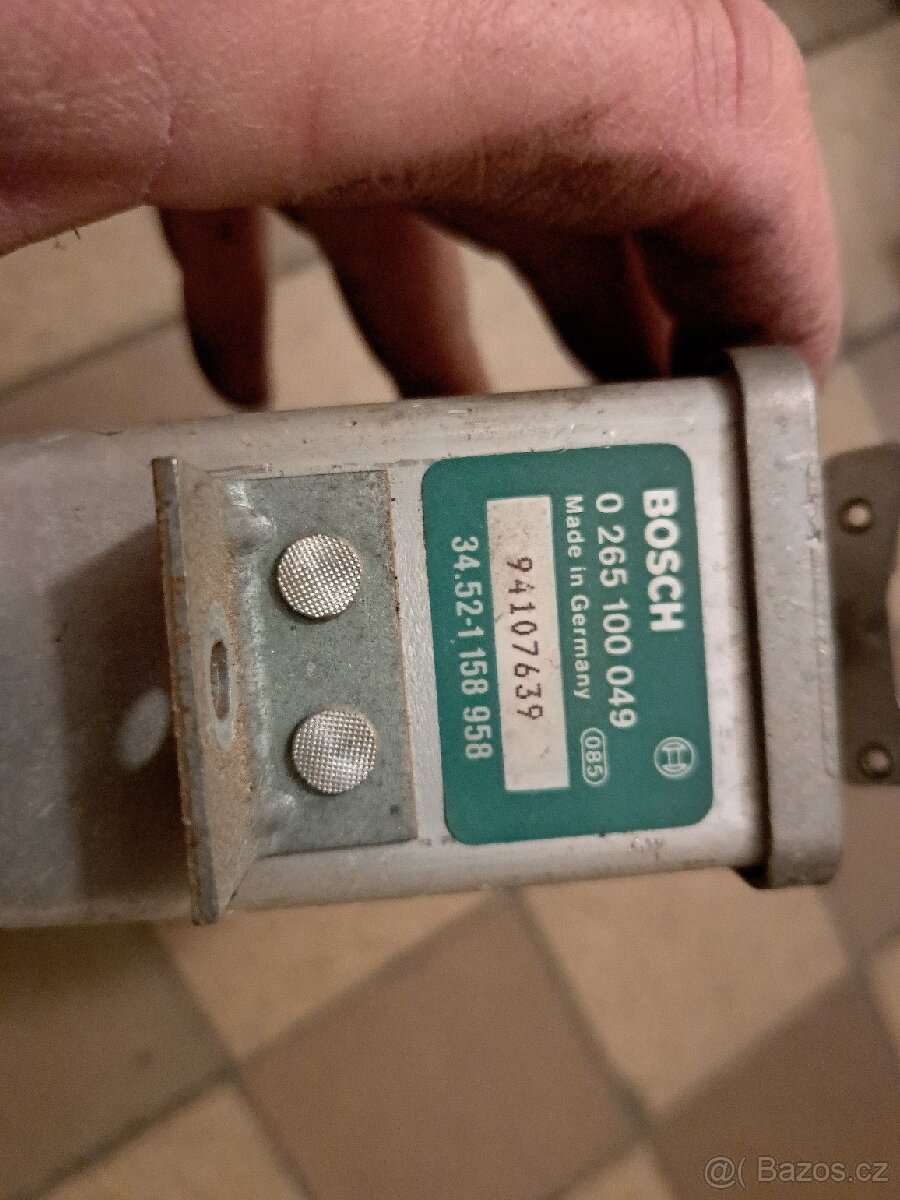 BOSCH
0 265 100 049
Made in Germany
085
94107639
34.52-1 158 958
@( Bazos.cz